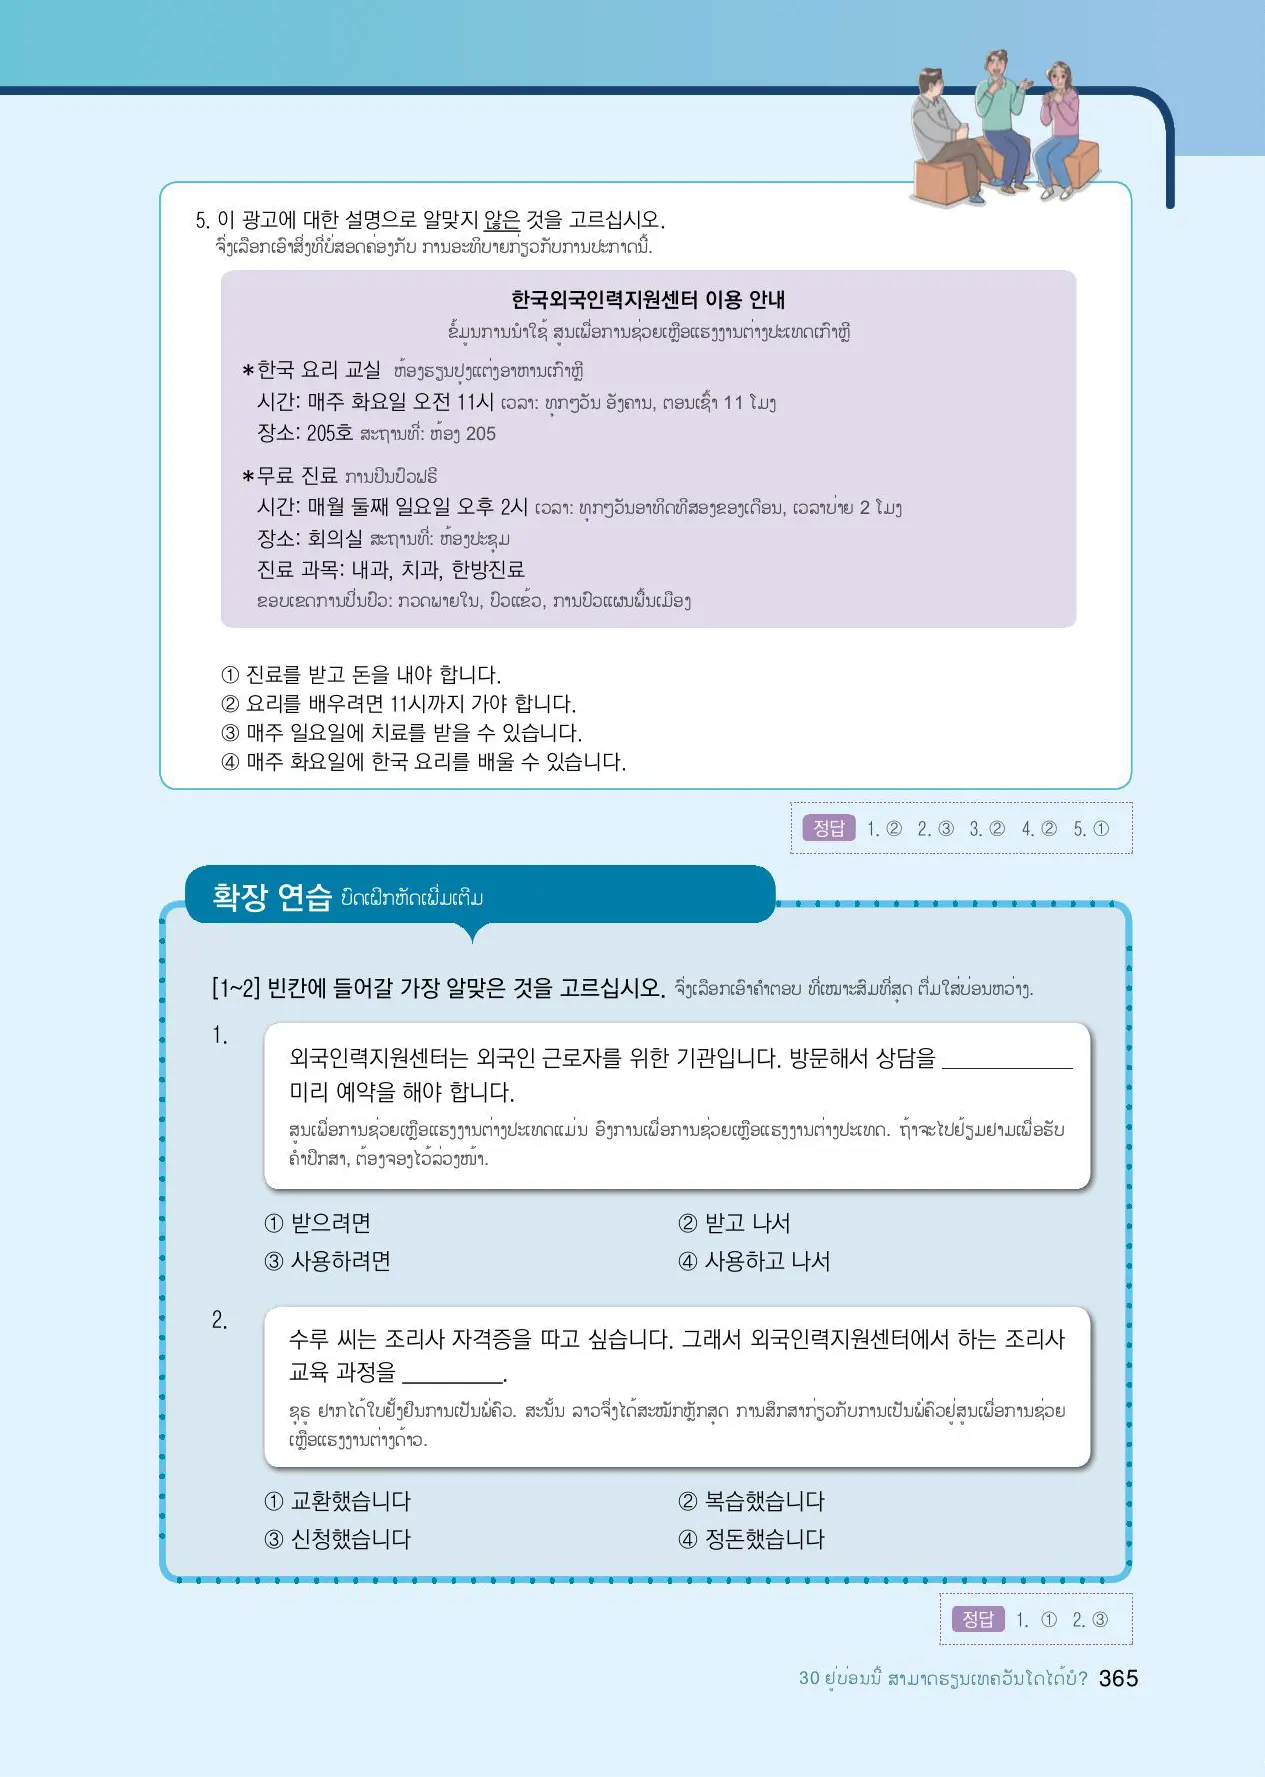 5. 이 광고에 대한 설명으로 알맞지 않은 것을 고르십시오.
ຈົ່ງເລືອກເອົາສິ່ງທີ່ບໍ່ສອດຄ່ອງກັບ ການອະທິບາຍກ່ຽວກັບການປະກາດນີ້.
한국외국인력지원센터 이용 안내
ຂໍ້ມູນການນຳໃຊ້ ສູນເພື່ອການຊ່ວຍເຫຼືອແຮງງານຕ່າງປະເທດເກົາຫຼີ
*한국 요리 교실 ຫ້ອງຮຽນປຸງແຕ່ງອາຫານເກົາຫຼີ
시간: 매주 화요일 오전 11시 ເວລາ: ທຸກໆວັນ ອັງຄານ, ຕອນເຊົ້າ 11 ໂມງ
장소: 205호 ສະຖານທີ່: ຫ້ອງ 205
*무료 진료 ການປິ່ນປົວຟຣີ
시간: 매월 둘째 일요일 오후 2시 ເວລາ: ທຸກໆວັນອາທິດທີສອງຂອງເດືອນ, ເວລາບ່າຍ 2 ໂມງ
장소: 회의실 ສະຖານທີ່: ຫ້ອງປະຊຸມ
진료 과목: 내과, 치과, 한방진료
ຂອບເຂດການປິ່ນປົວ: ກວດພາຍໃນ, ປົວແຂ້ວ, ການປົວແຜນພື້ນເມືອງ
① 진료를 받고 돈을 내야 합니다.
② 요리를 배우려면 11시까지 가야 합니다.
③ 매주 일요일에 치료를 받을 수 있습니다.
④ 매주 화요일에 한국 요리를 배울 수 있습니다.
정답 1. ② 2. ③ 3. ② 4. ② 5. ①
확장 연습 ບົດເຝິກຫັດເພີ່ມເຕີມ
[1~2] 빈칸에 들어갈 가장 알맞은 것을 고르십시오. ຈົ່ງເລືອກເອົາຄຳຕອບ ທີ່ເໝາະສົມທີ່ສຸດ ຕື່ມໃສ່ບ່ອນຫວ່າງ.
1.
외국인력지원센터는 외국인 근로자를 위한 기관입니다. 방문해서 상담을 ____________
미리 예약을 해야 합니다.
ສູນເພື່ອການຊ່ວຍເຫຼືອແຮງງານຕ່າງປະເທດແມ່ນ ອົງການເພື່ອການຊ່ວຍເຫຼືອແຮງງານຕ່າງປະເທດ. ຖ້າຈະໄປຢ້ຽມຢາມເພື່ອຮັບ
ຄຳປຶກສາ, ຕ້ອງຈອງໄວ້ລ່ວງໜ້າ.
① 받으려면 ② 받고 나서
③ 사용하려면 ④ 사용하고 나서
2.
수루 씨는 조리사 자격증을 따고 싶습니다. 그래서 외국인력지원센터에서 하는 조리사
교육 과정을 _________.
ຊຸຣູ ຢາກໄດ້ໃບຢັ້ງຢືນການເປັນພໍ່ຄົວ. ສະນັ້ນ ລາວຈຶ່ງໄດ້ສະໝັກຫຼັກສຸດ ການສຶກສາກ່ຽວກັບການເປັນພໍ່ຄົວຢູ່ສູນເພື່ອການຊ່ວຍ
ເຫຼືອແຮງງານຕ່າງດ້າວ.
① 교환했습니다 ② 복습했습니다
③ 신청했습니다 ④ 정돈했습니다
정답 1. ① 2. ③
30 ຢູ່ບ່ອນນີ້ ສາມາດຮຽນເທຄວັນໂດໄດ້ບໍ? 365